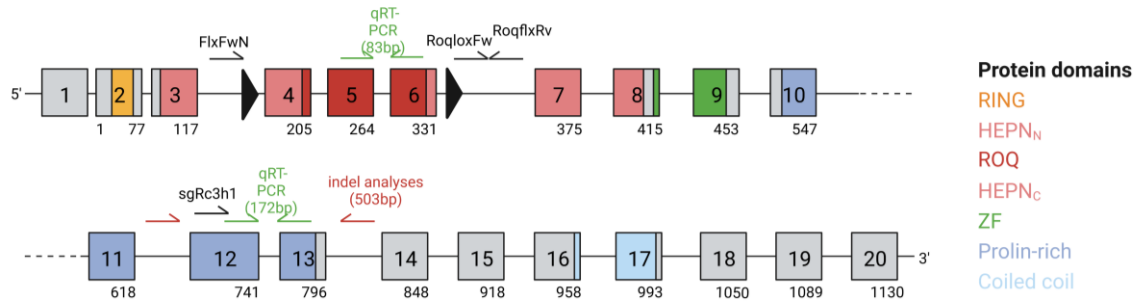 qRT-
PCR
(83bp)
FlxFwN
RoqloxFw
RoqflxRv
5' 1 2 3 4 5 6 7 8 9 10
1 77 117 205 264 331 375 415 453 547
qRT-
PCR
(172bp)
indel analyses
(503bp)
sgRc3h1
11 12 13 14 15 16 17 18 19 20 3'
618 741 796 848 918 958 993 1050 1089 1130
Protein domains
RING
HEPNN
ROQ
HEPNC
ZF
Prolin-rich
Coiled coil